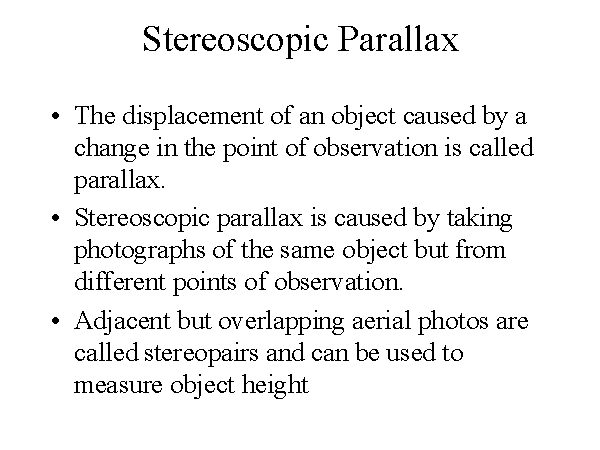 Stereoscopic Parallax
• The displacement of an object caused by a
change in the point of observation is called
parallax.
• Stereoscopic parallax is caused by taking
photographs of the same object but from
different points of observation.
• Adjacent but overlapping aerial photos are
called stereopairs and can be used to
measure object height